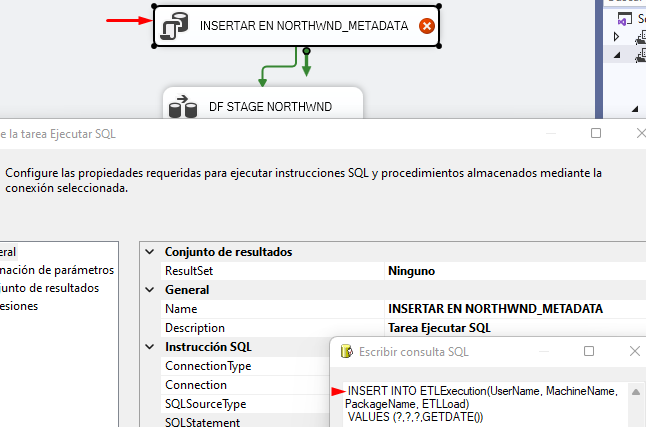 INSERTAR EN NORTHWND_METADATA
DF STAGE NORTHWND
e la tarea Ejecutar SQL
Configure las propiedades requeridas para ejecutar instrucciones SQL y procedimientos almacenados mediante la
conexión seleccionada.
eral
nación de parámetros
junto de resultados
esiones
Conjunto de resultados
ResultSet Ninguno
General
Name INSERTAR EN NORTHWND_METADATA
Description Tarea Ejecutar SQL
Instrucción SQL
ConnectionType
Connection
SQLSourceType
SQLStatement
Escribir consulta SQL
INSERT INTO ETLExecution(UserName, MachineName,
PackageName, ETLLoad)
VALUES (?,?,?,GETDATE())